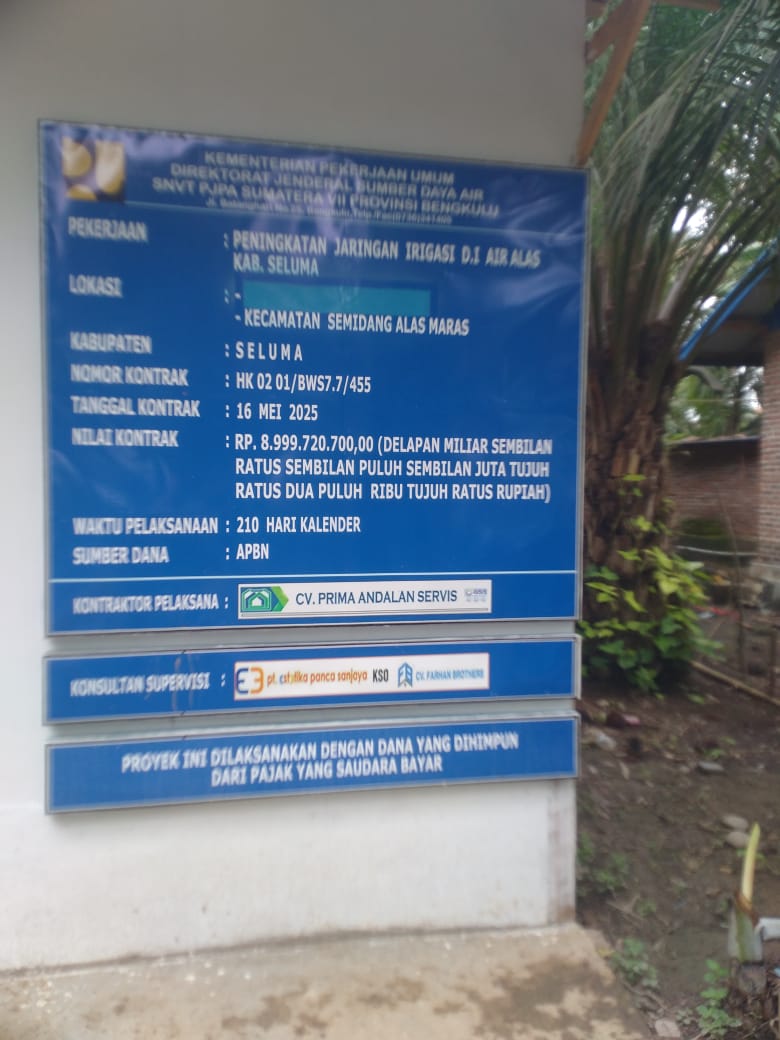 KEMENTERIAN PEKERJAAN UMUM
DIREKTORAT JENDERAL SUMBER DAYA AIR
SNVT PJPA SUMATERA VII PROVINSI BENGKULU
PEKERJAAN : PENINGKATAN JARINGAN IRIGASI D.I AIR ALAS
KAB. SELUMA
LOKASI : -
- KECAMATAN SEMIDANG ALAS MARAS
KABUPATEN : SELUMA
NOMOR KONTRAK : HK 02 01/BWS7.7/455
TANGGAL KONTRAK : 16 MEI 2025
NILAI KONTRAK : RP. 8.999.720.700,00 (DELAPAN MILIAR SEMBILAN
RATUS SEMBILAN PULUH SEMBILAN JUTA TUJUH
RATUS DUA PULUH RIBU TUJUH RATUS RUPIAH)
WAKTU PELAKSANAAN : 210 HARI KALENDER
SUMBER DANA : APBN
KONTRAKTOR PELAKSANA : CV. PRIMA ANDALAN SERVIS
KONSULTAN SUPERVISI : pt. estetika panca sanjaya KSO CV. FARHAN BROTHERS
PROYEK INI DILAKSANAKAN DENGAN DANA YANG DIHIMPUN
DARI PAJAK YANG SAUDARA BAYAR